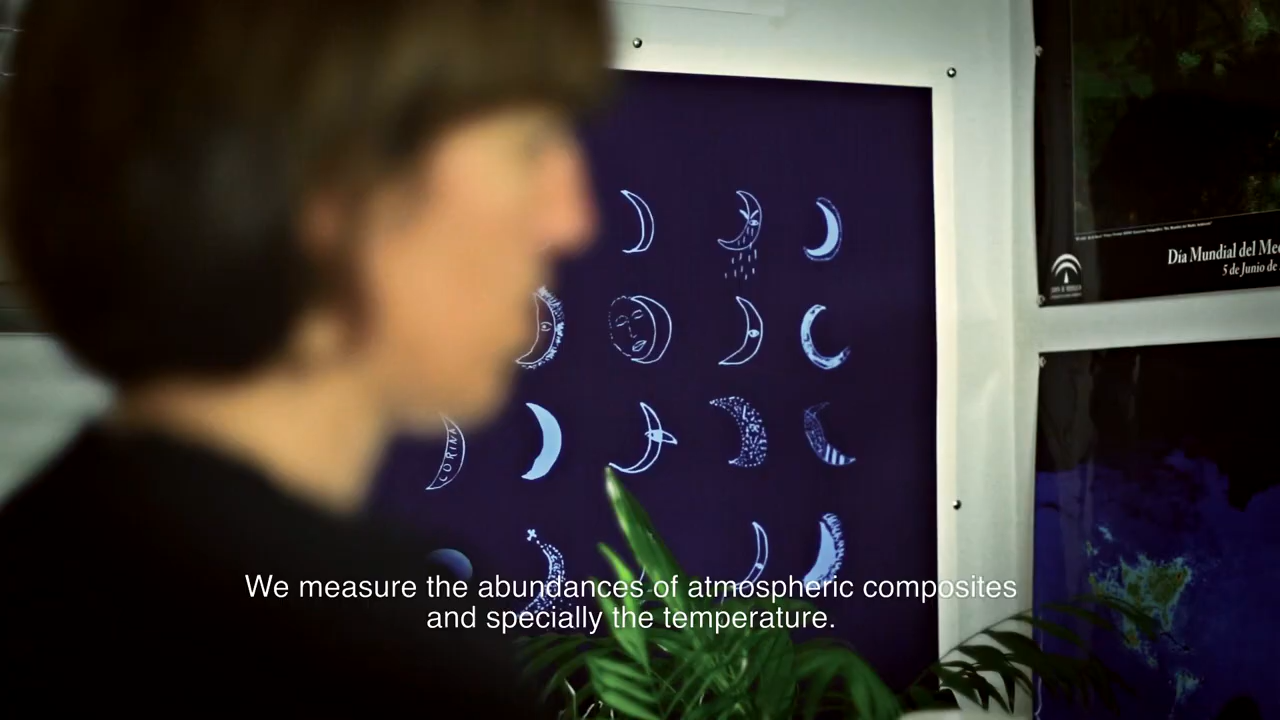 Día Mundial del Me
5 de Junio de
CORINA
We measure the abundances of atmospheric composites
and specially the temperature.